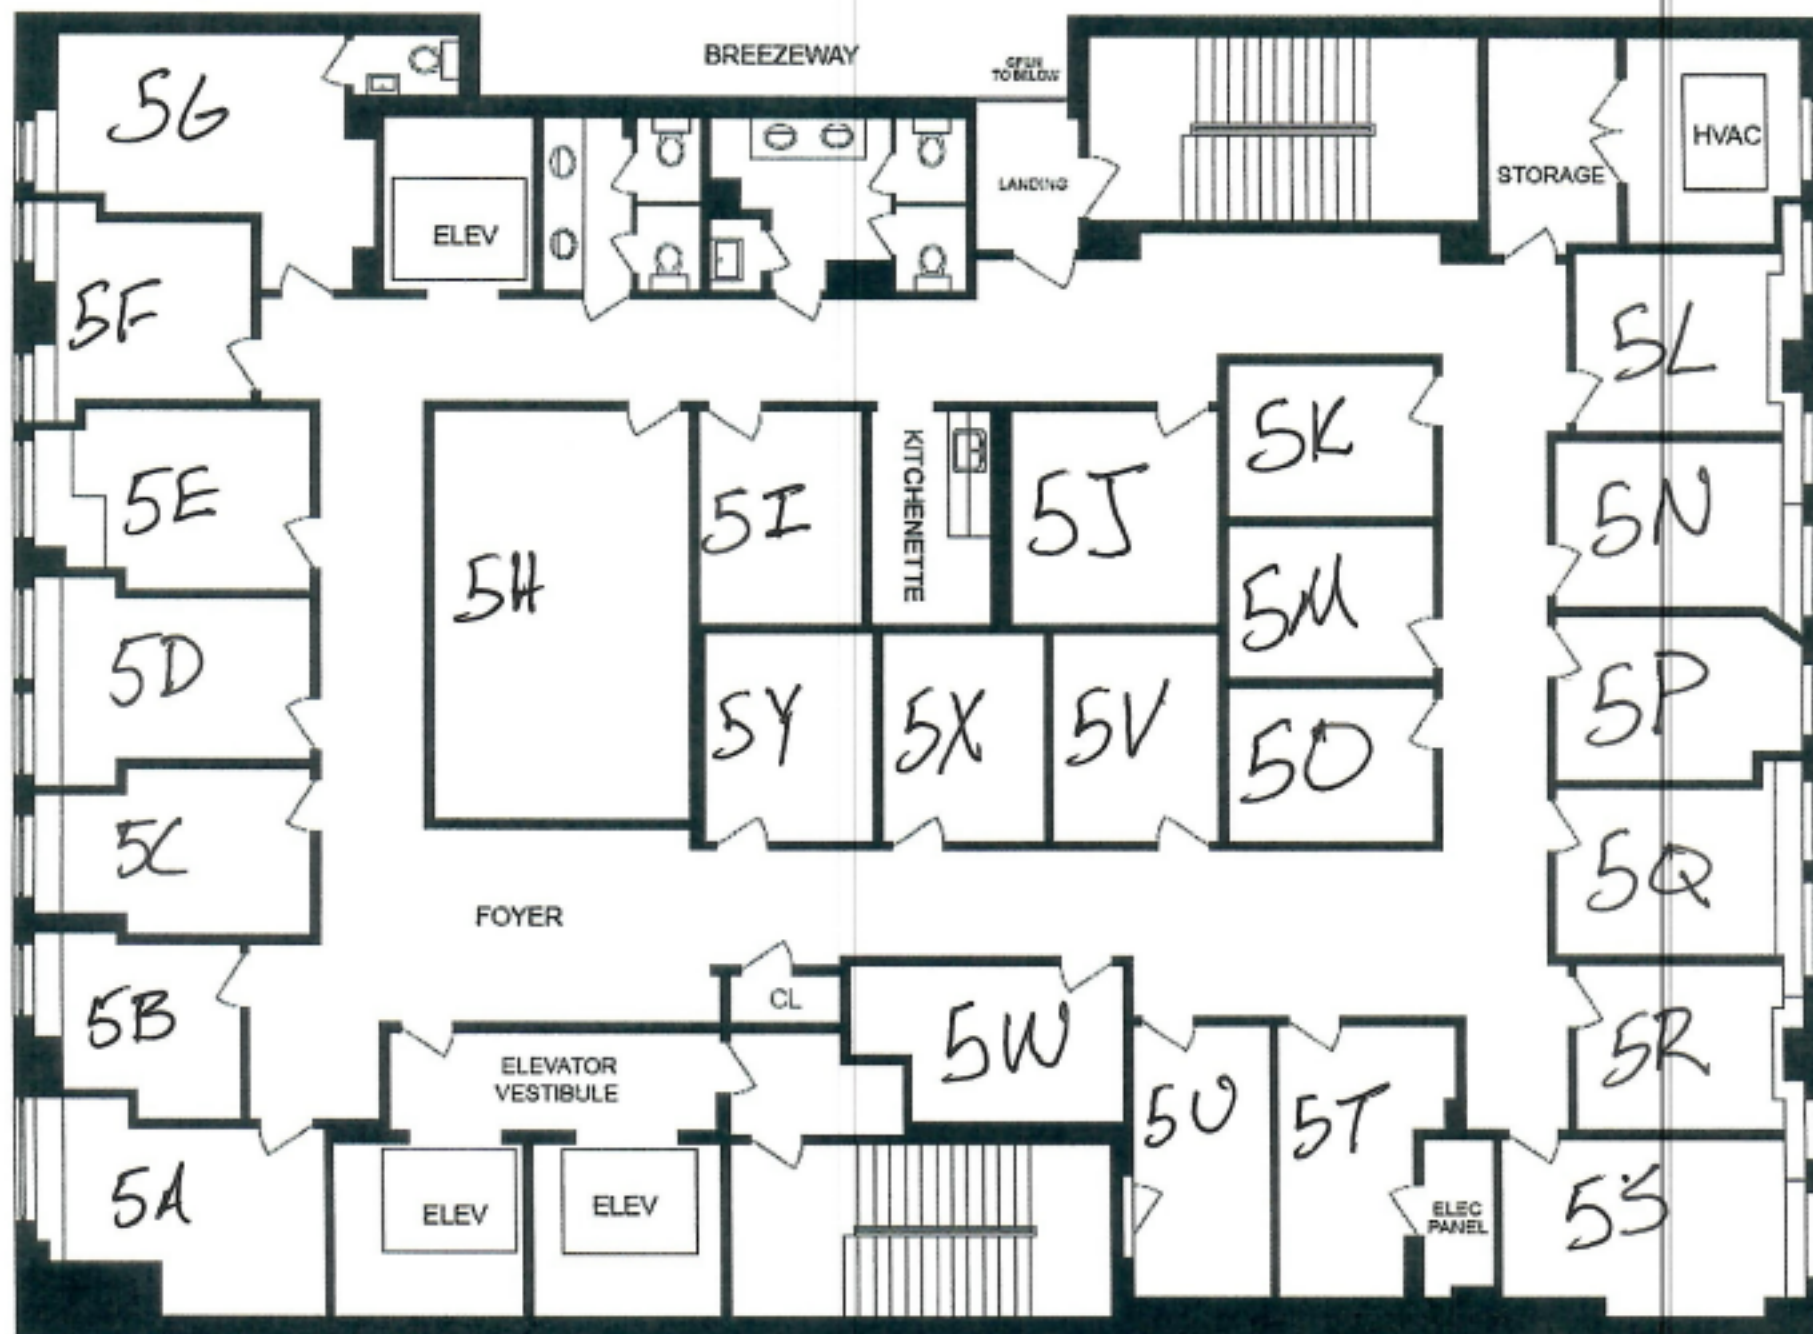 BREEZEWAY
OPEN
TO BELOW
5G
HVAC
STORAGE
LANDING
ELEV
5F
5L
5K
5E
5I
KITCHENETTE
5J
5N
5H
5M
5D
5Y
5X
5V
5O
5P
5C
5Q
FOYER
CL
5B
5W
5R
ELEVATOR
VESTIBULE
5U
5T
5A
ELEV
ELEV
ELEC
PANEL
5S